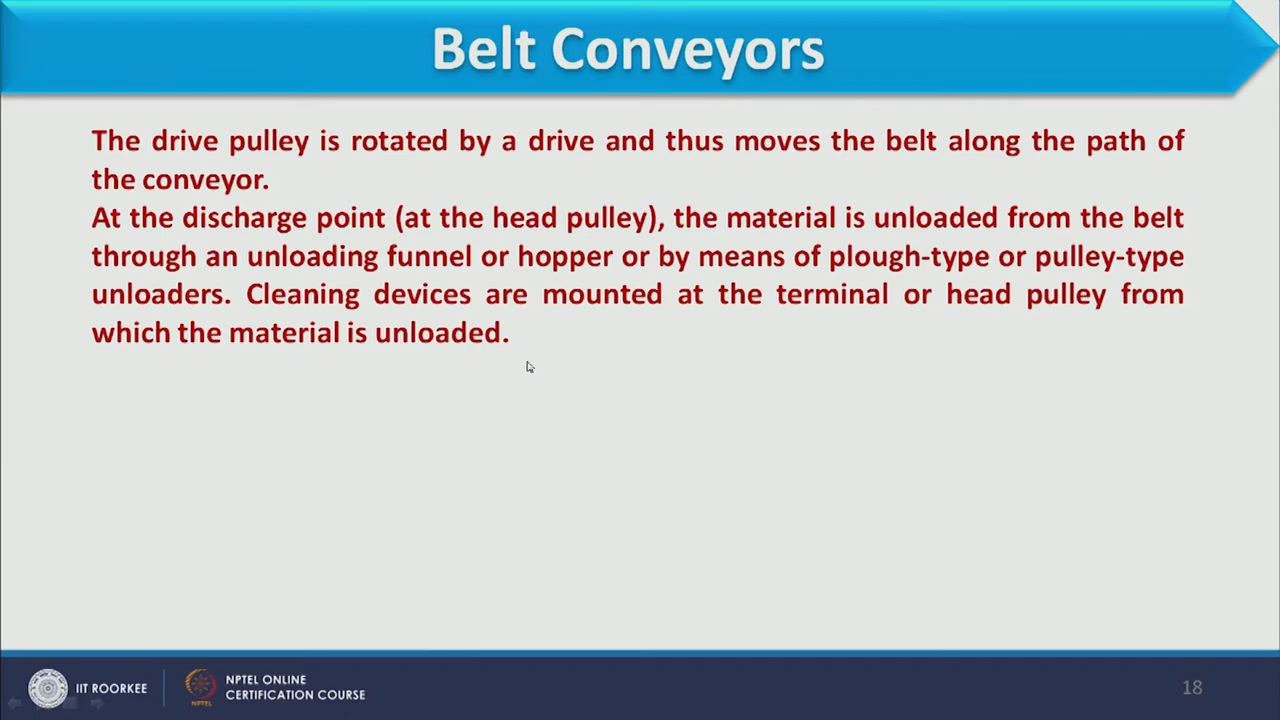 Belt Conveyors
The drive pulley is rotated by a drive and thus moves the belt along the path of
the conveyor.
At the discharge point (at the head pulley), the material is unloaded from the belt
through an unloading funnel or hopper or by means of plough-type or pulley-type
unloaders. Cleaning devices are mounted at the terminal or head pulley from
which the material is unloaded.
IIT ROORKEE
NPTEL
NPTEL ONLINE
CERTIFICATION COURSE
18